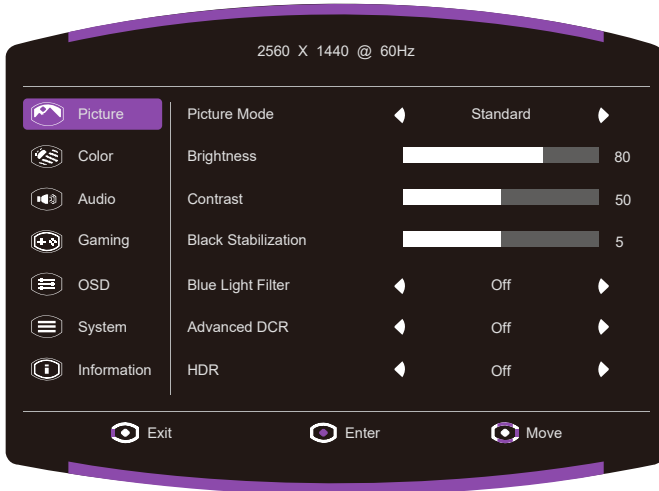 2560 X 1440 @ 60Hz
Picture
Picture Mode Standard
Color
Brightness 80
Audio
Contrast 50
Gaming
Black Stabilization 5
OSD
Blue Light Filter Off
System
Advanced DCR Off
Information
HDR Off
Exit Enter Move